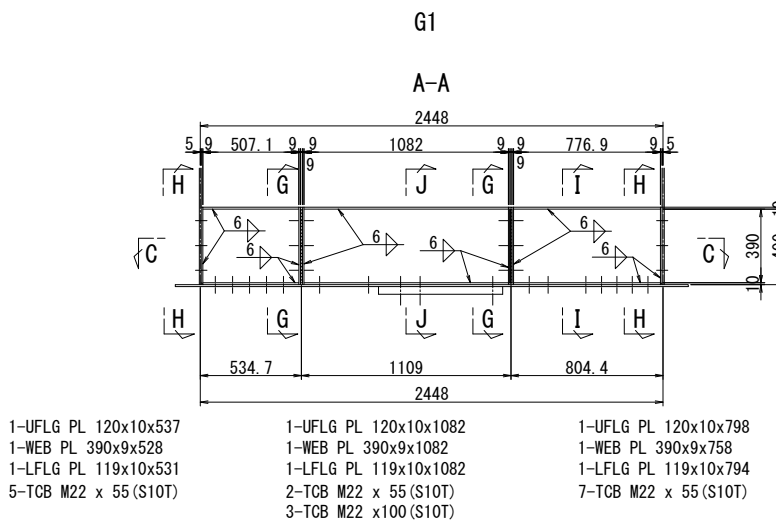 G1
A-A
2448
5 9 507.1 9 9 1082 9 9 776.9 9 5
9 9
H G J G I H
6 6 6
C 6 6 6 C
390
10
H G J G I H
534.7 1109 804.4
2448
1-UFLG PL 120x10x537
1-WEB PL 390x9x528
1-LFLG PL 119x10x531
5-TCB M22 x 55(S10T)
1-UFLG PL 120x10x1082
1-WEB PL 390x9x1082
1-LFLG PL 119x10x1082
2-TCB M22 x 55(S10T)
3-TCB M22 x100(S10T)
1-UFLG PL 120x10x798
1-WEB PL 390x9x758
1-LFLG PL 119x10x794
7-TCB M22 x 55(S10T)